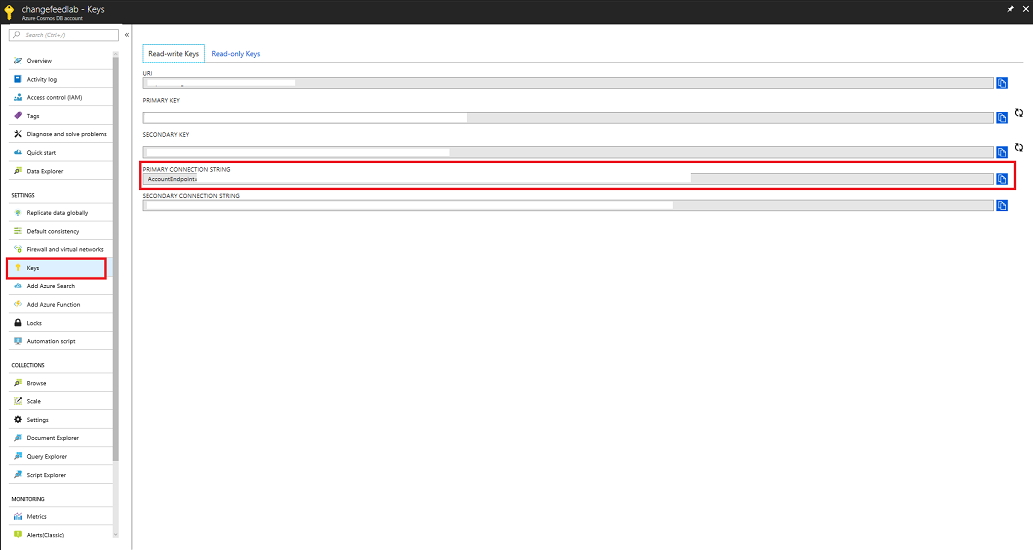 changefeedlab - Keys
Azure Cosmos DB account
Search (Ctrl+/)
«
Overview
Activity log
Access control (IAM)
Tags
Diagnose and solve problems
Quick start
Data Explorer
SETTINGS
Replicate data globally
Default consistency
Firewall and virtual networks
Keys
Add Azure Search
Add Azure Function
Locks
Automation script
COLLECTIONS
Browse
Scale
Settings
Document Explorer
Query Explorer
Script Explorer
MONITORING
Metrics
Alerts(Classic)
Read-write Keys
Read-only Keys
URI
PRIMARY KEY
SECONDARY KEY
PRIMARY CONNECTION STRING
AccountEndpoint=
SECONDARY CONNECTION STRING